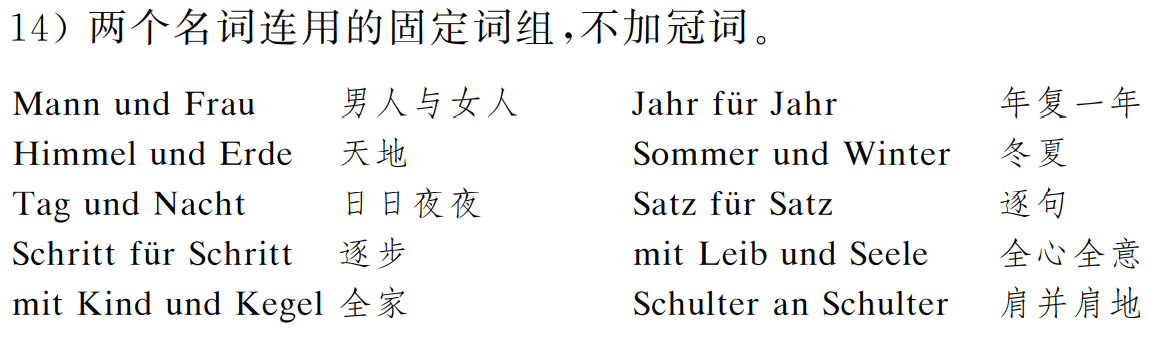 14）两个名词连用的固定词组，不加冠词。
Mann und Frau 男人与女人 Jahr für Jahr 年复一年
Himmel und Erde 天地 Sommer und Winter 冬夏
Tag und Nacht 日日夜夜 Satz für Satz 逐句
Schritt für Schritt 逐步 mit Leib und Seele 全心全意
mit Kind und Kegel 全家 Schulter an Schulter 肩并肩地